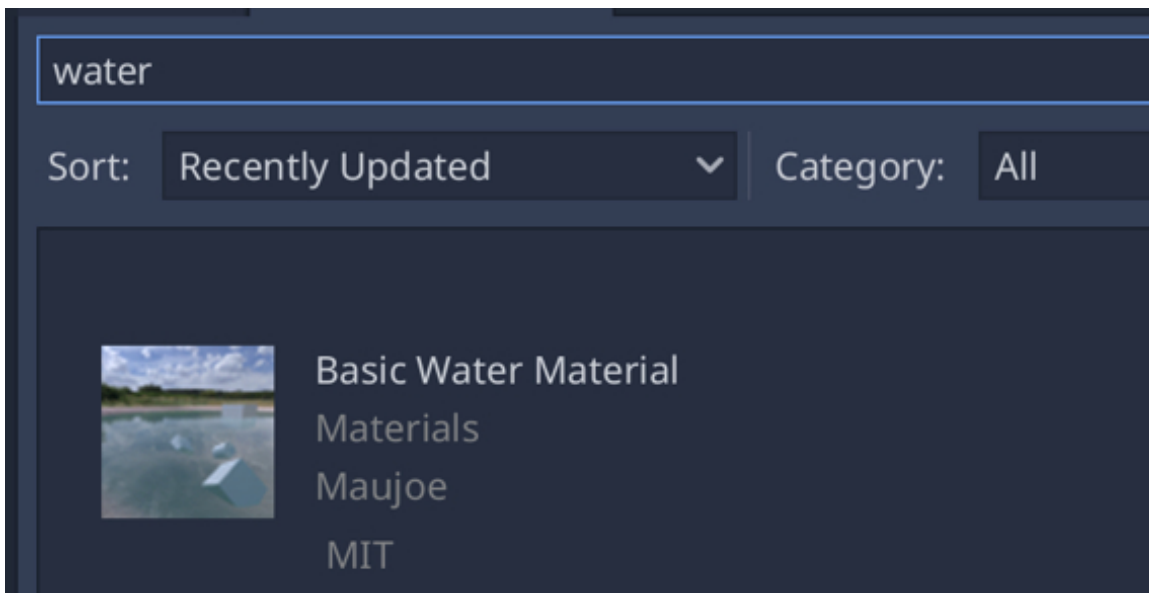 water
Sort: Recently Updated Category: All
Basic Water Material
Materials
Maujoe
MIT